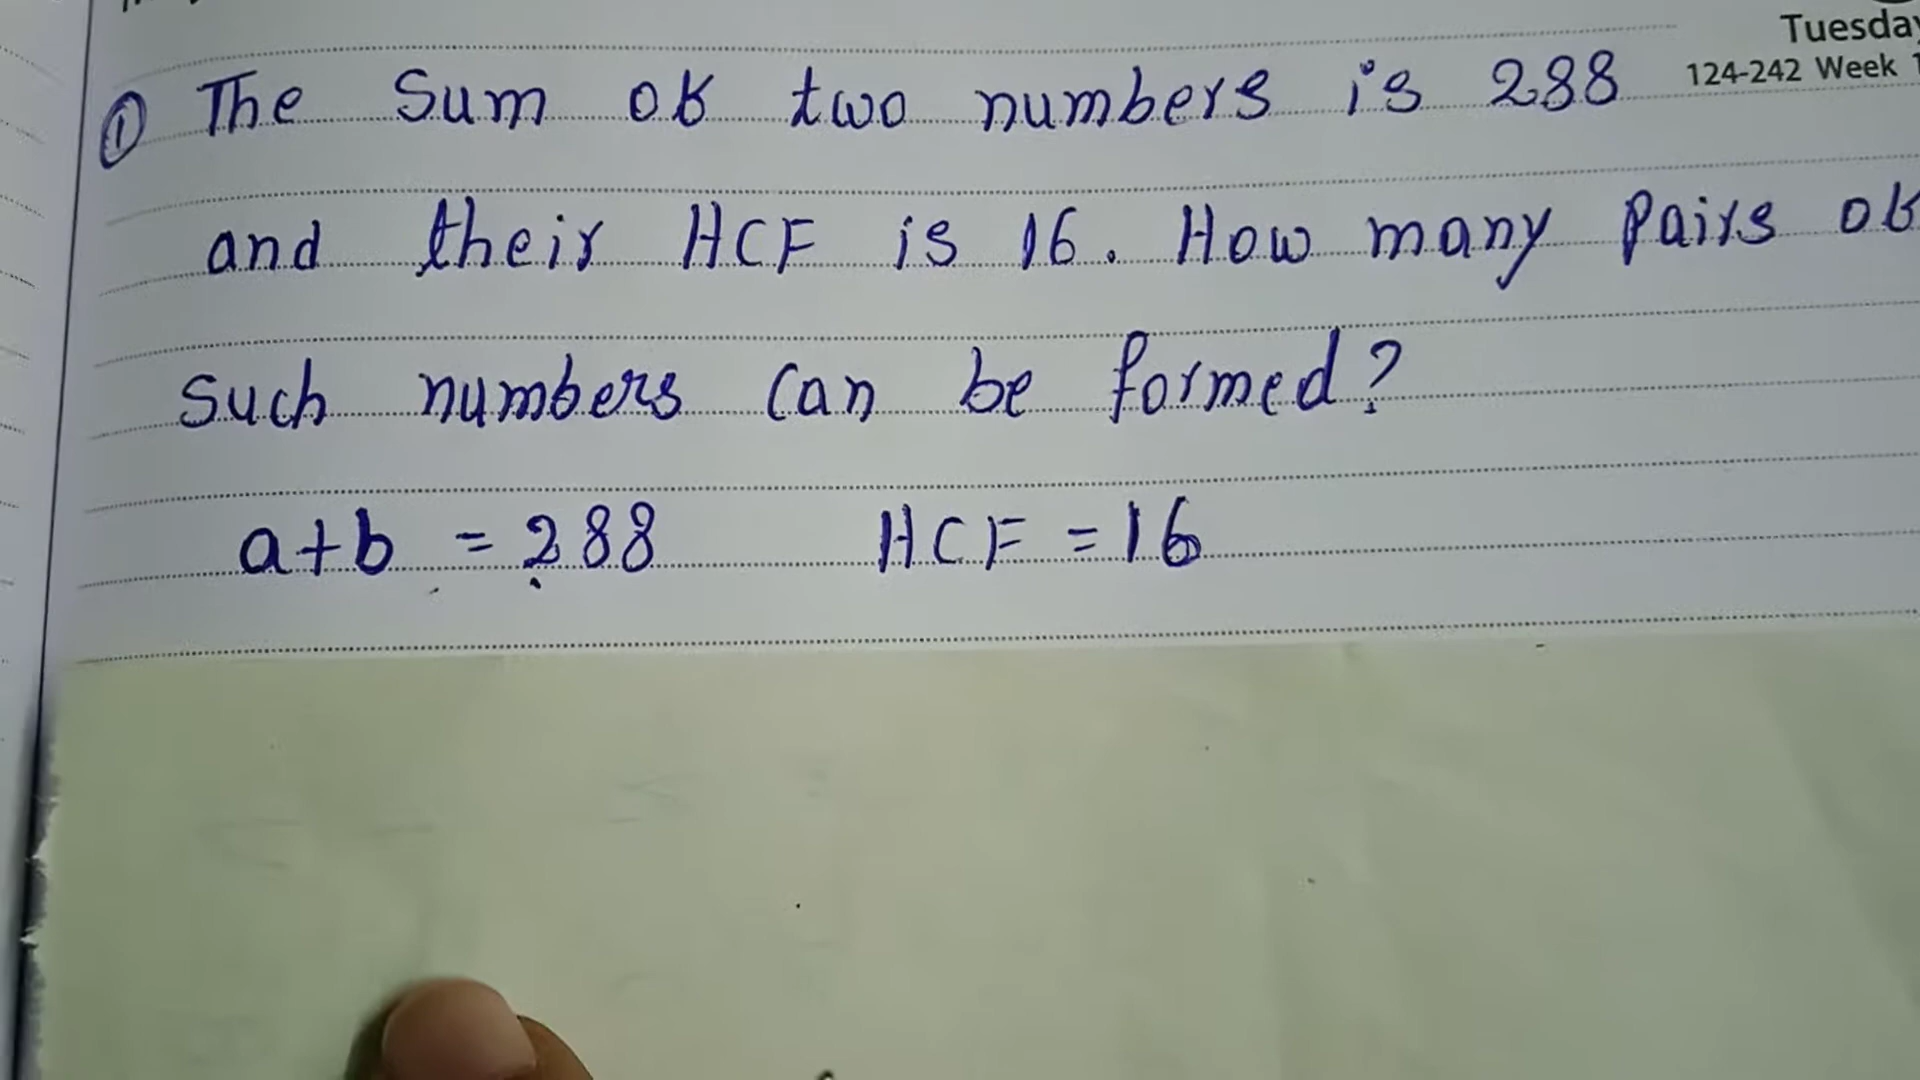 Tuesday
124-242 Week 1
① The Sum of two numbers is 288
and their HCF is 16. How many pairs of
Such numbers can be formed?
a+b = 288 HCF = 16